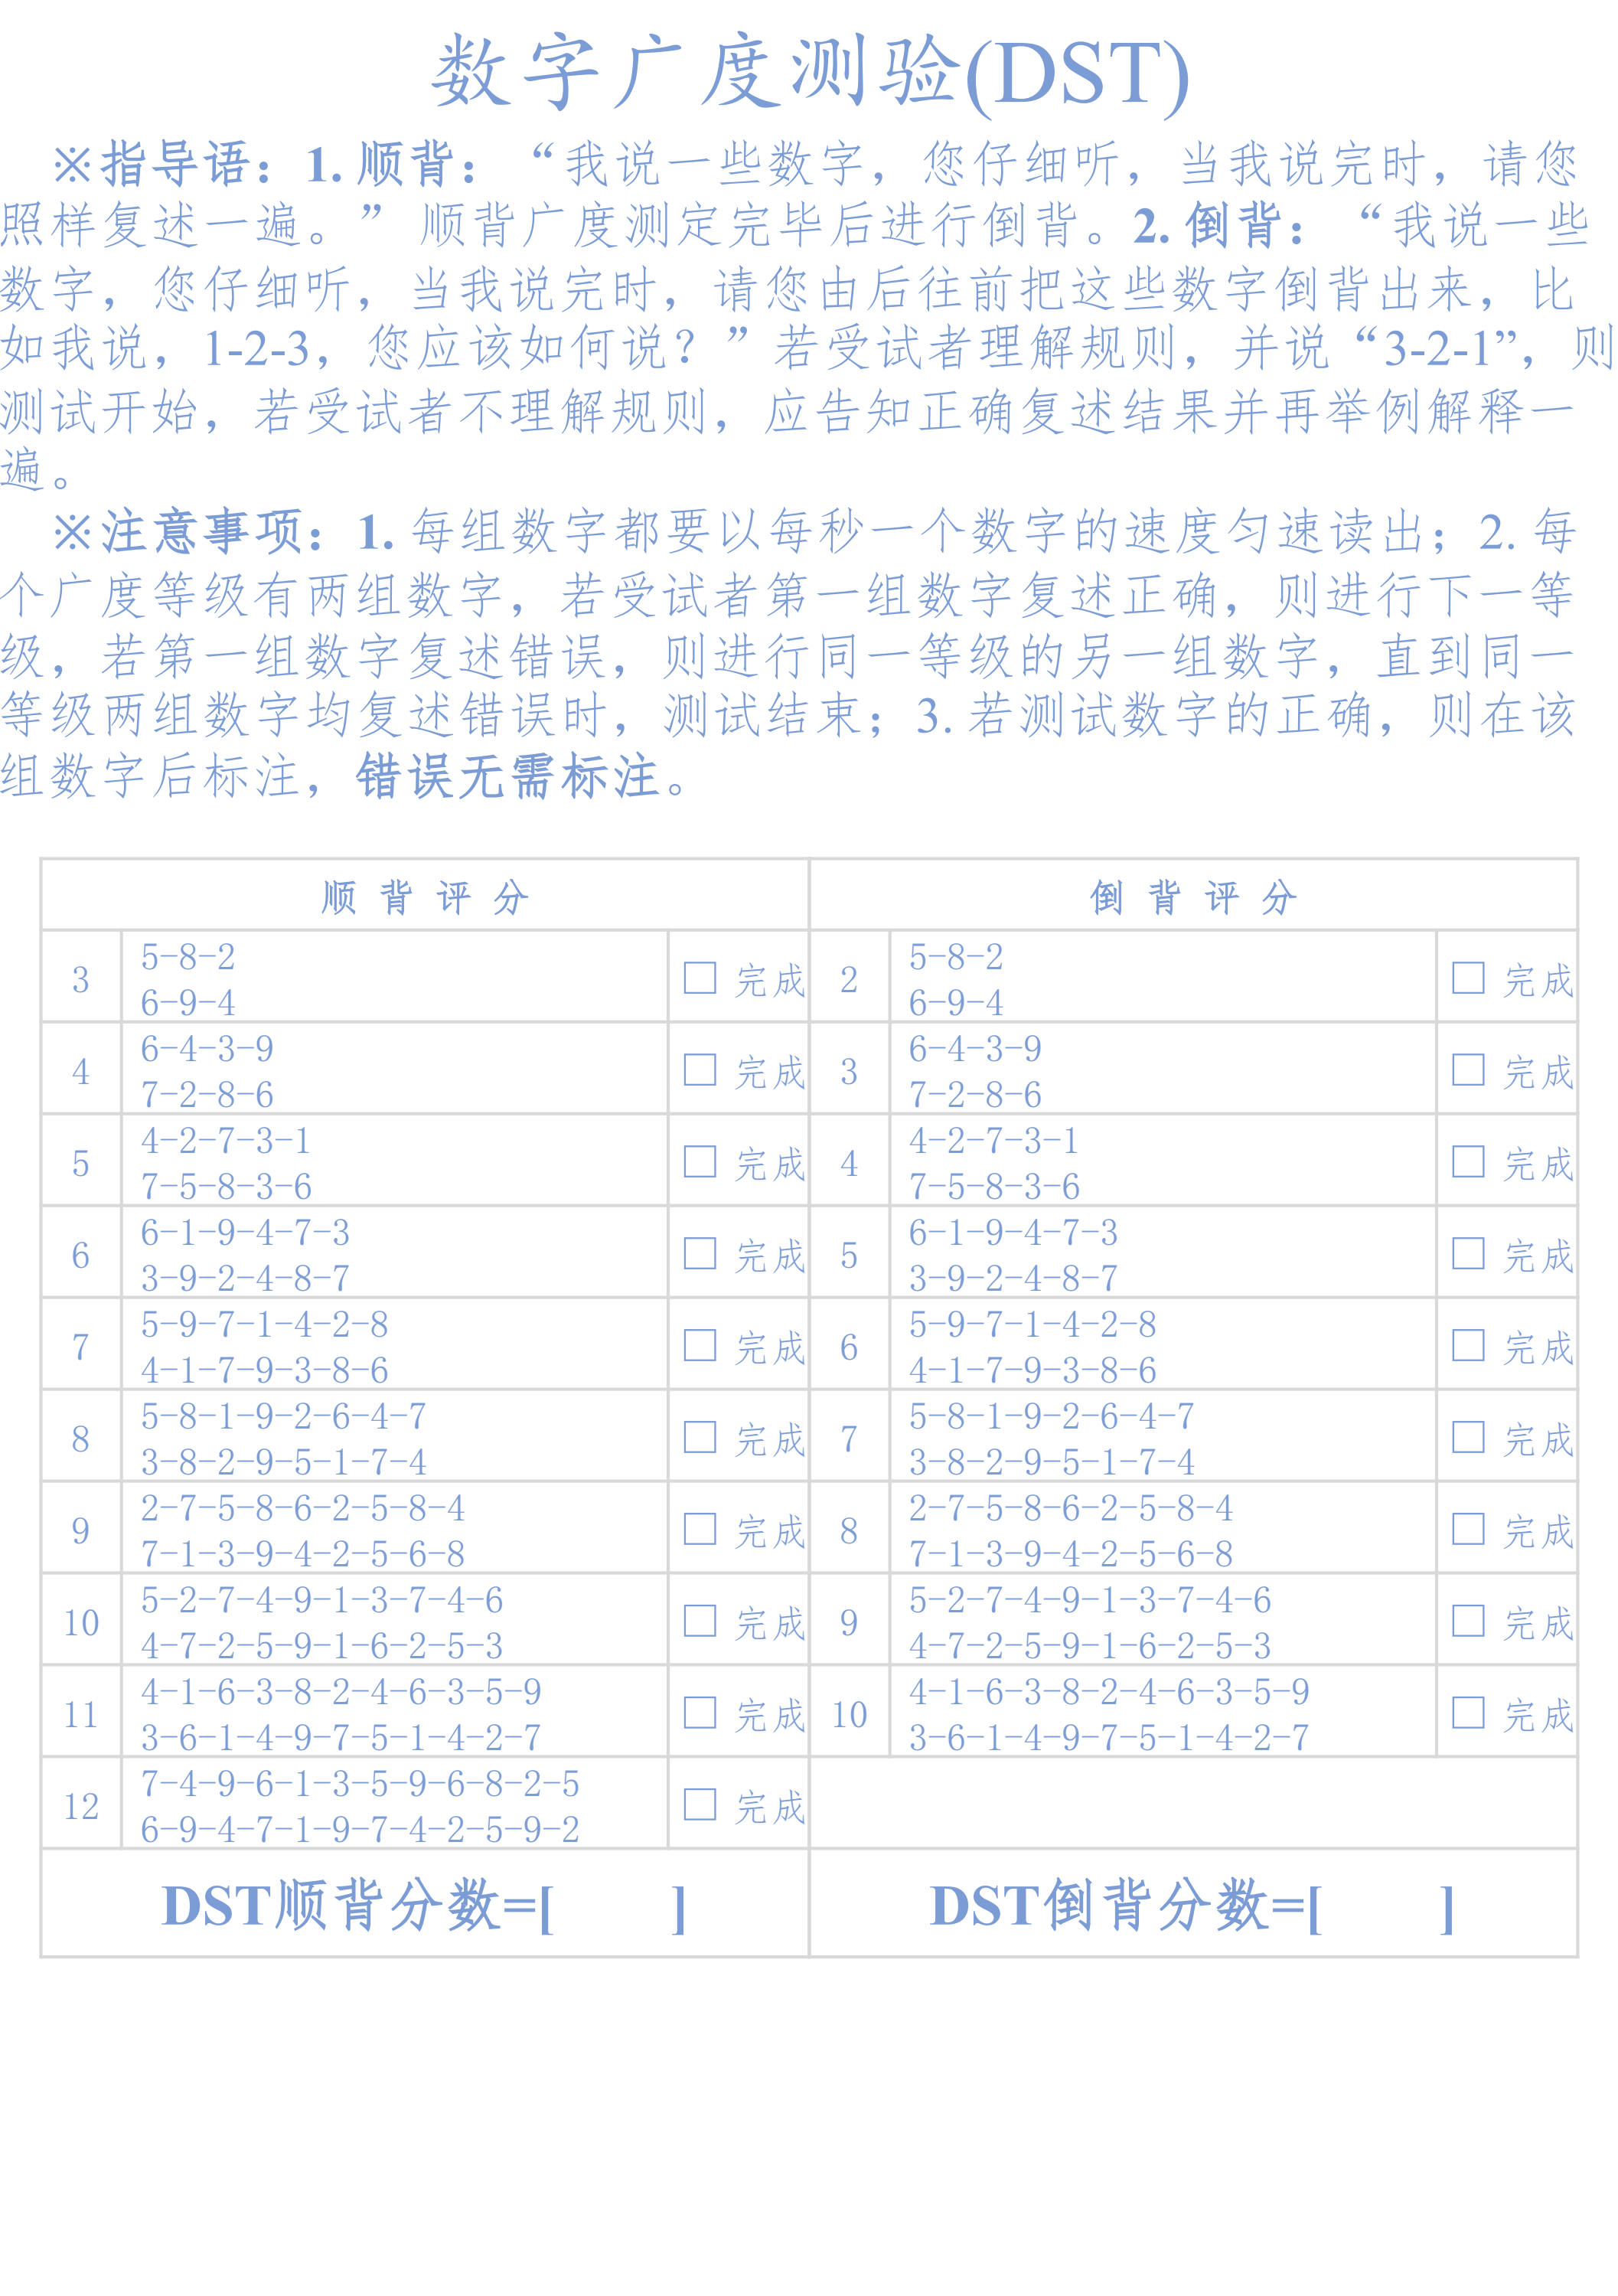 数字广度测验(DST)
※指导语：1. 顺背：“我说一些数字，您仔细听，当我说完时，请您
照样复述一遍。” 顺背广度测定完毕后进行倒背。2. 倒背：“我说一些
数字，您仔细听，当我说完时，请您由后往前把这些数字倒背出来，比
如我说，1-2-3，您应该如何说？”若受试者理解规则，并说“3-2-1”，则
测试开始，若受试者不理解规则，应告知正确复述结果并再举例解释一
遍。
※注意事项：1. 每组数字都要以每秒一个数字的速度匀速读出；2. 每
个广度等级有两组数字，若受试者第一组数字复述正确，则进行下一等
级，若第一组数字复述错误，则进行同一等级的另一组数字，直到同一
等级两组数字均复述错误时，测试结束；3. 若测试数字的正确，则在该
组数字后标注，错误无需标注。
顺 背 评 分 倒 背 评 分
5-8-2 5-8-2
3 □ 完成 2 □ 完成
6-9-4 6-9-4
6-4-3-9 6-4-3-9
4 □ 完成 3 □ 完成
7-2-8-6 7-2-8-6
4-2-7-3-1 4-2-7-3-1
5 □ 完成 4 □ 完成
7-5-8-3-6 7-5-8-3-6
6-1-9-4-7-3 6-1-9-4-7-3
6 □ 完成 5 □ 完成
3-9-2-4-8-7 3-9-2-4-8-7
5-9-7-1-4-2-8 5-9-7-1-4-2-8
7 □ 完成 6 □ 完成
4-1-7-9-3-8-6 4-1-7-9-3-8-6
5-8-1-9-2-6-4-7 5-8-1-9-2-6-4-7
8 □ 完成 7 □ 完成
3-8-2-9-5-1-7-4 3-8-2-9-5-1-7-4
2-7-5-8-6-2-5-8-4 2-7-5-8-6-2-5-8-4
9 □ 完成 8 □ 完成
7-1-3-9-4-2-5-6-8 7-1-3-9-4-2-5-6-8
5-2-7-4-9-1-3-7-4-6 5-2-7-4-9-1-3-7-4-6
10 □ 完成 9 □ 完成
4-7-2-5-9-1-6-2-5-3 4-7-2-5-9-1-6-2-5-3
4-1-6-3-8-2-4-6-3-5-9 4-1-6-3-8-2-4-6-3-5-9
11 □ 完成 10 □ 完成
3-6-1-4-9-7-5-1-4-2-7 3-6-1-4-9-7-5-1-4-2-7
7-4-9-6-1-3-5-9-6-8-2-5
12 □ 完成
6-9-4-7-1-9-7-4-2-5-9-2
DST顺背分数=[ ] DST倒背分数=[ ]